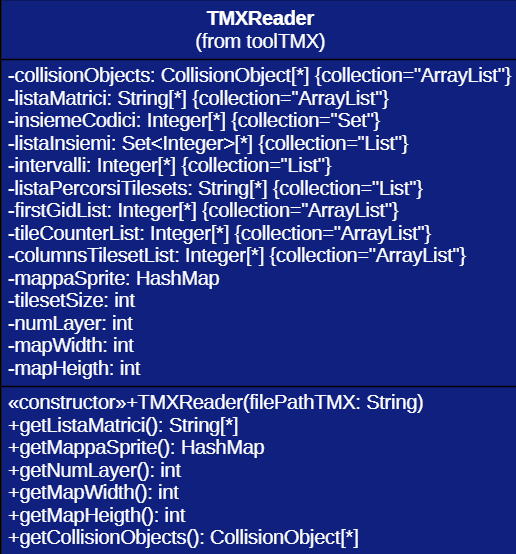 TMXReader
(from toolTMX)
-collisionObjects: CollisionObject[*] {collection="ArrayList"}
-listaMatrici: String[*] {collection="ArrayList"}
-insiemeCodici: Integer[*] {collection="Set"}
-listaInsiemi: Set<Integer>[*] {collection="List"}
-intervalli: Integer[*] {collection="List"}
-listaPercorsiTilesets: String[*] {collection="List"}
-firstGidList: Integer[*] {collection="ArrayList"}
-tileCounterList: Integer[*] {collection="ArrayList"}
-columnsTilesetList: Integer[*] {collection="ArrayList"}
-mappaSprite: HashMap
-tilesetSize: int
-numLayer: int
-mapWidth: int
-mapHeigth: int
«constructor»+TMXReader(filePathTMX: String)
+getListaMatrici(): String[*]
+getMappaSprite(): HashMap
+getNumLayer(): int
+getMapWidth(): int
+getMapHeigth(): int
+getCollisionObjects(): CollisionObject[*]